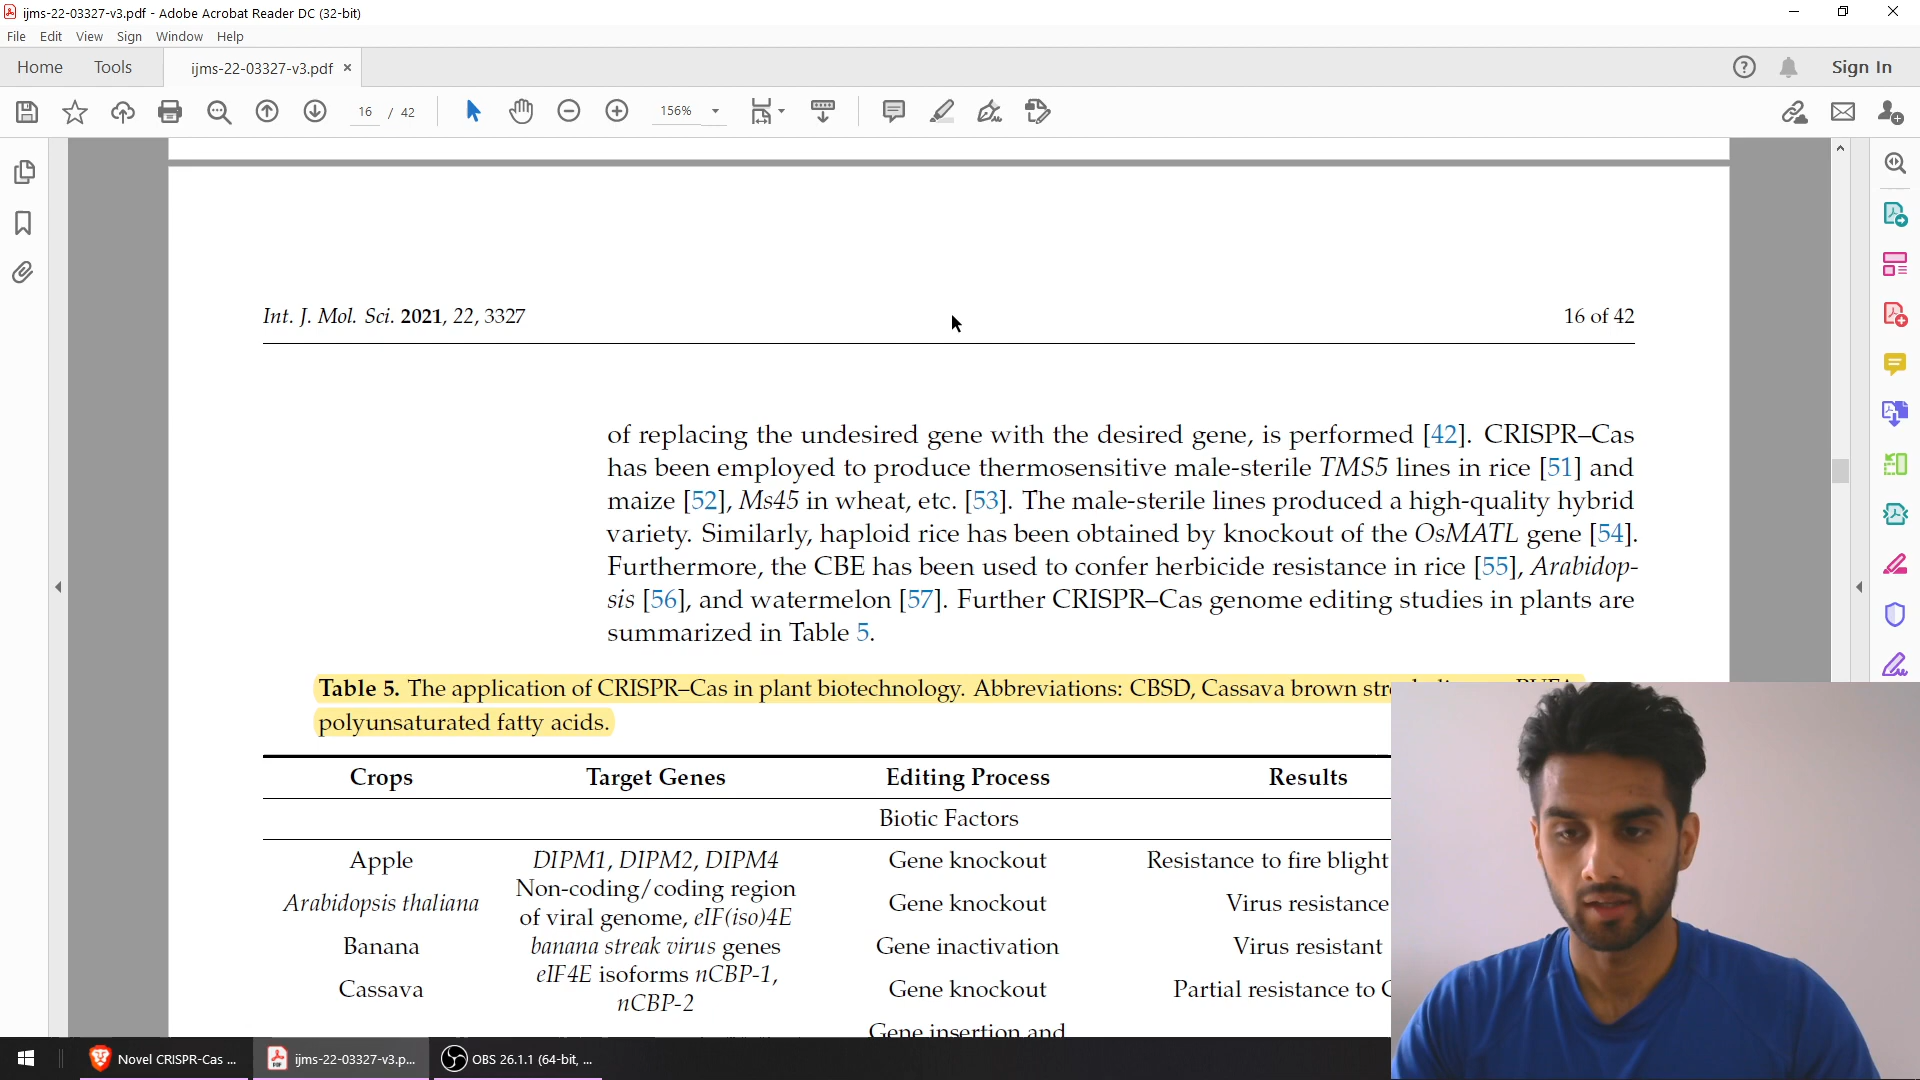 ijms-22-03327-v3.pdf - Adobe Acrobat Reader DC (32-bit)
File Edit View Sign Window Help
Home Tools ijms-22-03327-v3.pdf × Sign In
16 / 42 156%
Int. J. Mol. Sci. 2021, 22, 3327 16 of 42
of replacing the undesired gene with the desired gene, is performed [42]. CRISPR–Cas
has been employed to produce thermosensitive male-sterile TMS5 lines in rice [51] and
maize [52], Ms45 in wheat, etc. [53]. The male-sterile lines produced a high-quality hybrid
variety. Similarly, haploid rice has been obtained by knockout of the OsMATL gene [54].
Furthermore, the CBE has been used to confer herbicide resistance in rice [55], Arabidop-
sis [56], and watermelon [57]. Further CRISPR–Cas genome editing studies in plants are
summarized in Table 5.
Table 5. The application of CRISPR–Cas in plant biotechnology. Abbreviations: CBSD, Cassava brown
polyunsaturated fatty acids.
Crops Target Genes Editing Process Results
Biotic Factors
Apple DIPM1, DIPM2, DIPM4 Gene knockout Resistance to fire blight
Non-coding/coding region
Arabidopsis thaliana Gene knockout Virus resistance
of viral genome, eIF(iso)4E
Banana banana streak virus genes Gene inactivation Virus resistant
eIF4E isoforms nCBP-1,
Cassava Gene knockout Partial resistance to
nCBP-2
Gene insertion and
Novel CRISPR-Cas ... ijms-22-03327-v3.p... OBS 26.1.1 (64-bit, ...